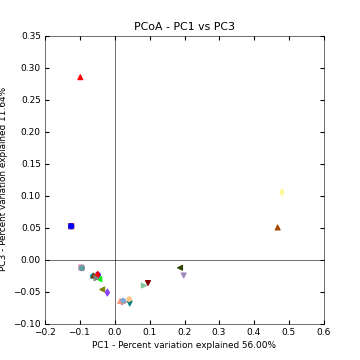 PCoA - PC1 vs PC3
0.35
0.30
0.25
0.20
0.15
0.10
0.05
0.00
−0.05
−0.10
PC3 - Percent variation explained 11.64%
−0.2 −0.1 0.0 0.1 0.2 0.3 0.4 0.5 0.6
PC1 - Percent variation explained 56.00%